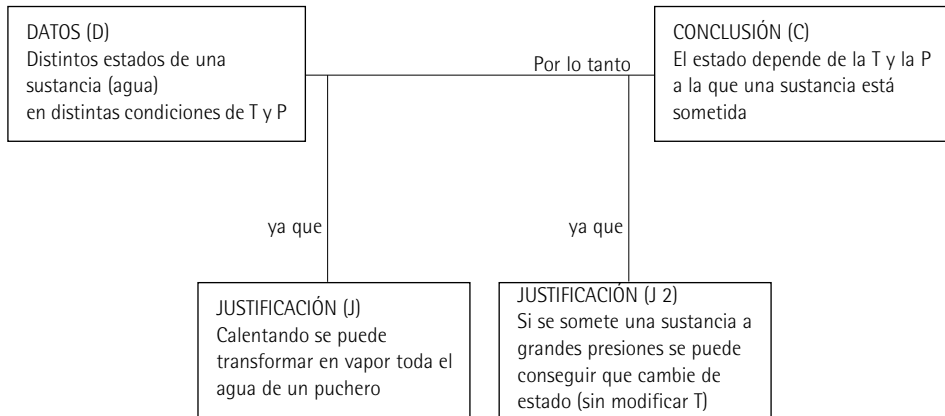 DATOS (D)
Distintos estados de una
sustancia (agua)
en distintas condiciones de T y P
Por lo tanto
CONCLUSIÓN (C)
El estado depende de la T y la P
a la que una sustancia está
sometida
ya que
ya que
JUSTIFICACIÓN (J)
Calentando se puede
transformar en vapor toda el
agua de un puchero
JUSTIFICACIÓN (J 2)
Si se somete una sustancia a
grandes presiones se puede
conseguir que cambie de
estado (sin modificar T)